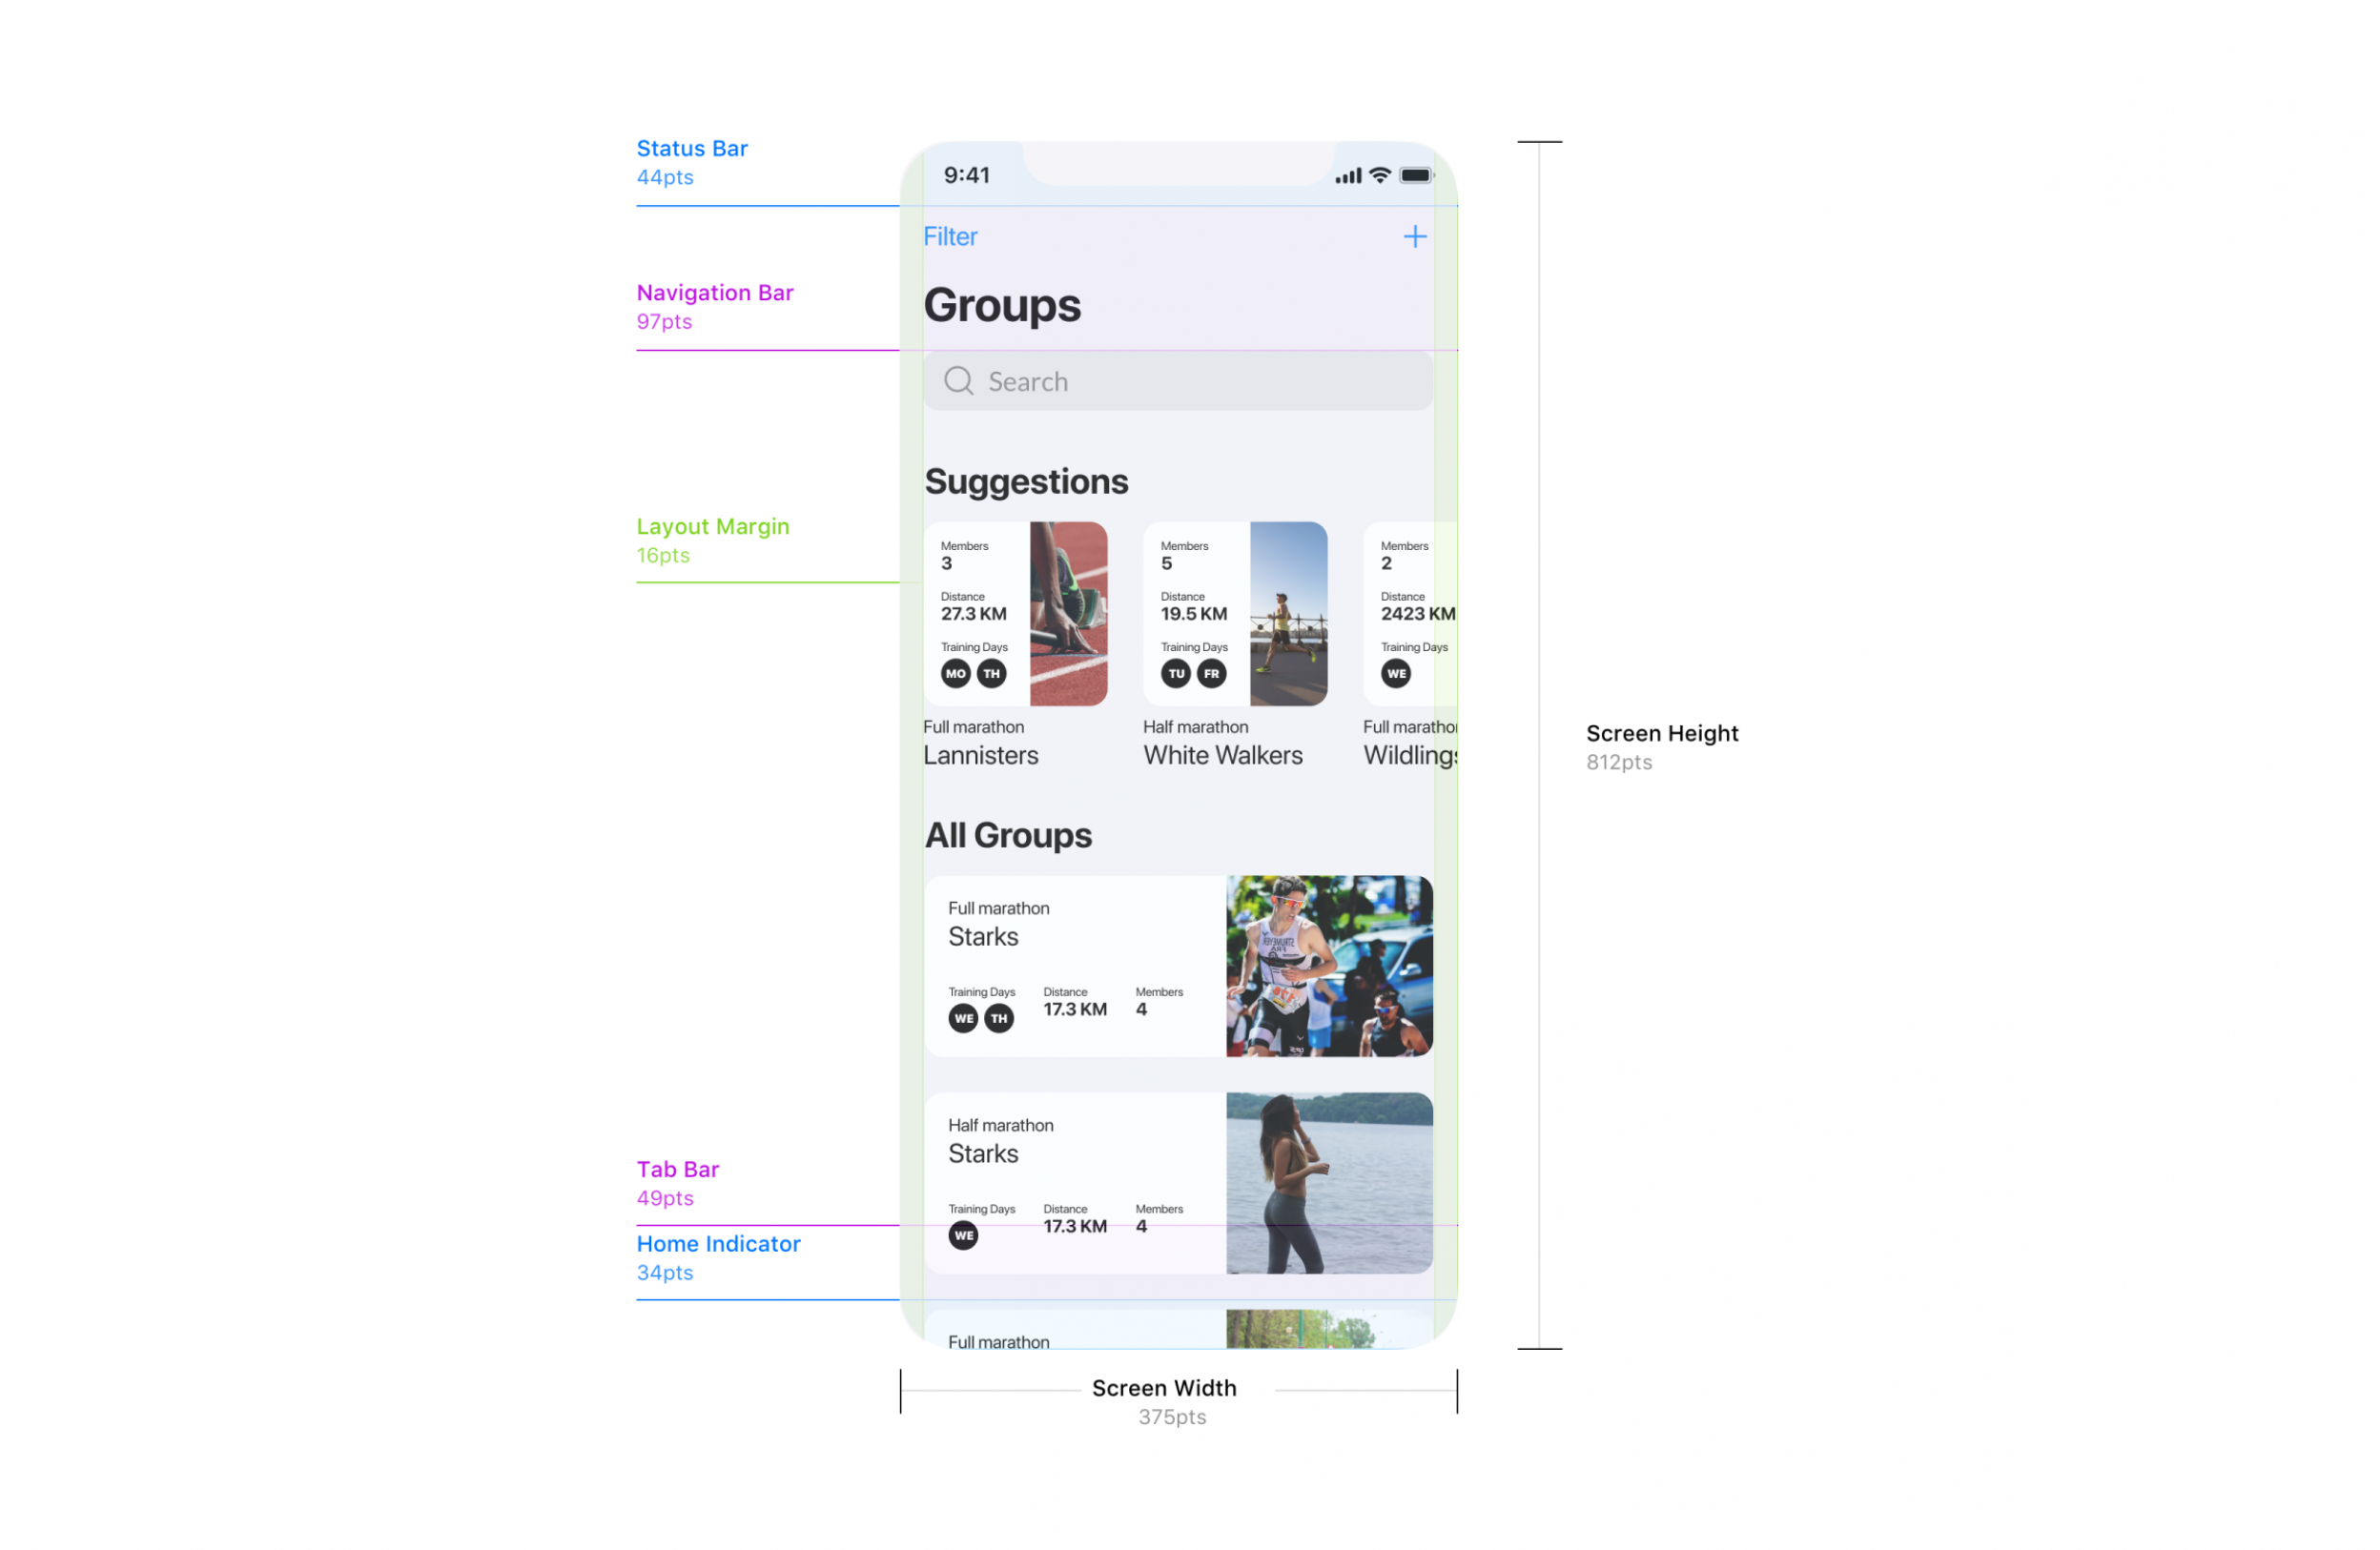 Status Bar
44pts
9:41
Filter
Navigation Bar
97pts
Groups
Search
Layout Margin
16pts
Suggestions
Members
3
Distance
27.3 KM
Training Days
MO TH
Full marathon
Lannisters
Members
5
Distance
19.5 KM
Training Days
TU FR
Half marathon
White Walkers
Members
2
Distance
2423 KM
Training Days
WE
Full maratho
Wildling
Screen Height
812pts
All Groups
Full marathon
Starks
Training Days
WE TH
Distance
17.3 KM
Members
4
Half marathon
Starks
Training Days
WE
Distance
17.3 KM
Members
4
Tab Bar
49pts
Home Indicator
34pts
Full marathon
Screen Width
375pts